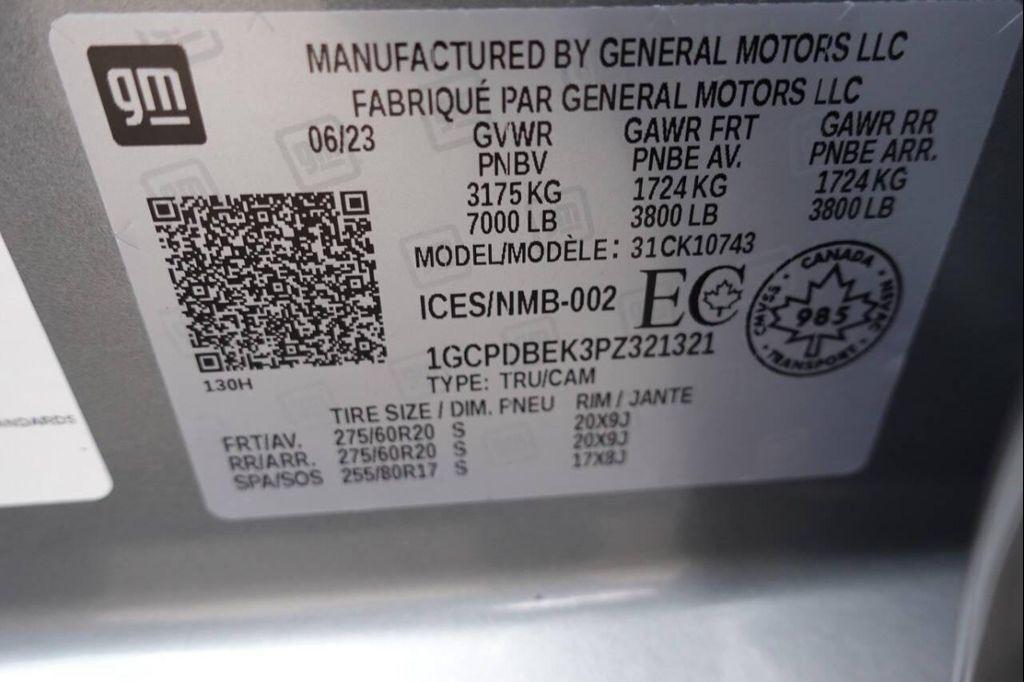 gm
MANUFACTURED BY GENERAL MOTORS LLC
FABRIQUÉ PAR GENERAL MOTORS LLC
06/23 GVWR GAWR FRT GAWR RR
PNBV PNBE AV. PNBE ARR.
3175 KG 1724 KG 1724 KG
7000 LB 3800 LB 3800 LB
MODEL/MODÈLE: 31CK10743
ICES/NMB-002 EC
CANADA
CMVSS 985 NSVAC
TRANSPORT
1GCPDBEK3PZ321321
130H
TYPE: TRU/CAM
TIRE SIZE / DIM. PNEU RIM / JANTE
FRT/AV. 275/60R20 S 20X9J
RR/ARR. 275/60R20 S 20X9J
SPA/SOS 255/80R17 S 17X8J